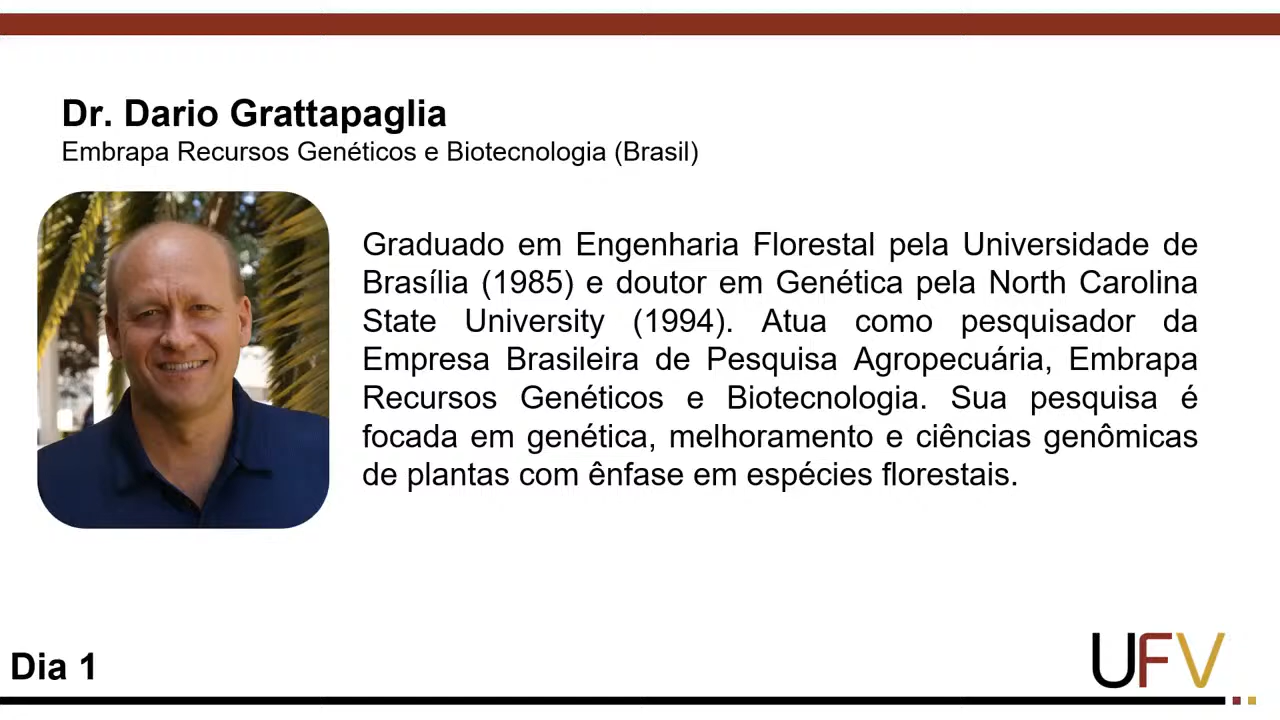 Dr. Dario Grattapaglia
Embrapa Recursos Genéticos e Biotecnologia (Brasil)
Graduado em Engenharia Florestal pela Universidade de
Brasília (1985) e doutor em Genética pela North Carolina
State University (1994). Atua como pesquisador da
Empresa Brasileira de Pesquisa Agropecuária, Embrapa
Recursos Genéticos e Biotecnologia. Sua pesquisa é
focada em genética, melhoramento e ciências genômicas
de plantas com ênfase em espécies florestais.
Dia 1
UFV